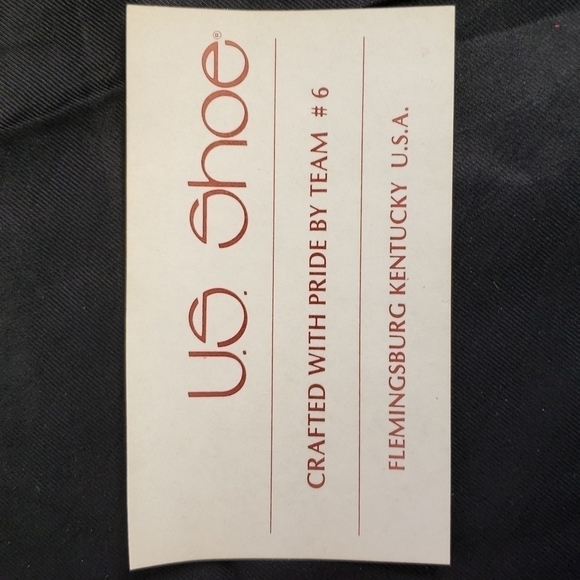 U.S. Shoe®
CRAFTED WITH PRIDE BY TEAM # 6
FLEMINGSBURG KENTUCKY U.S.A.